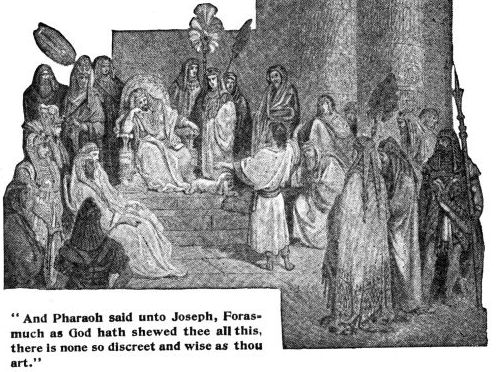 "And Pharaoh said unto Joseph, Foras-
much as God hath shewed thee all this,
there is none so discreet and wise as thou
art."